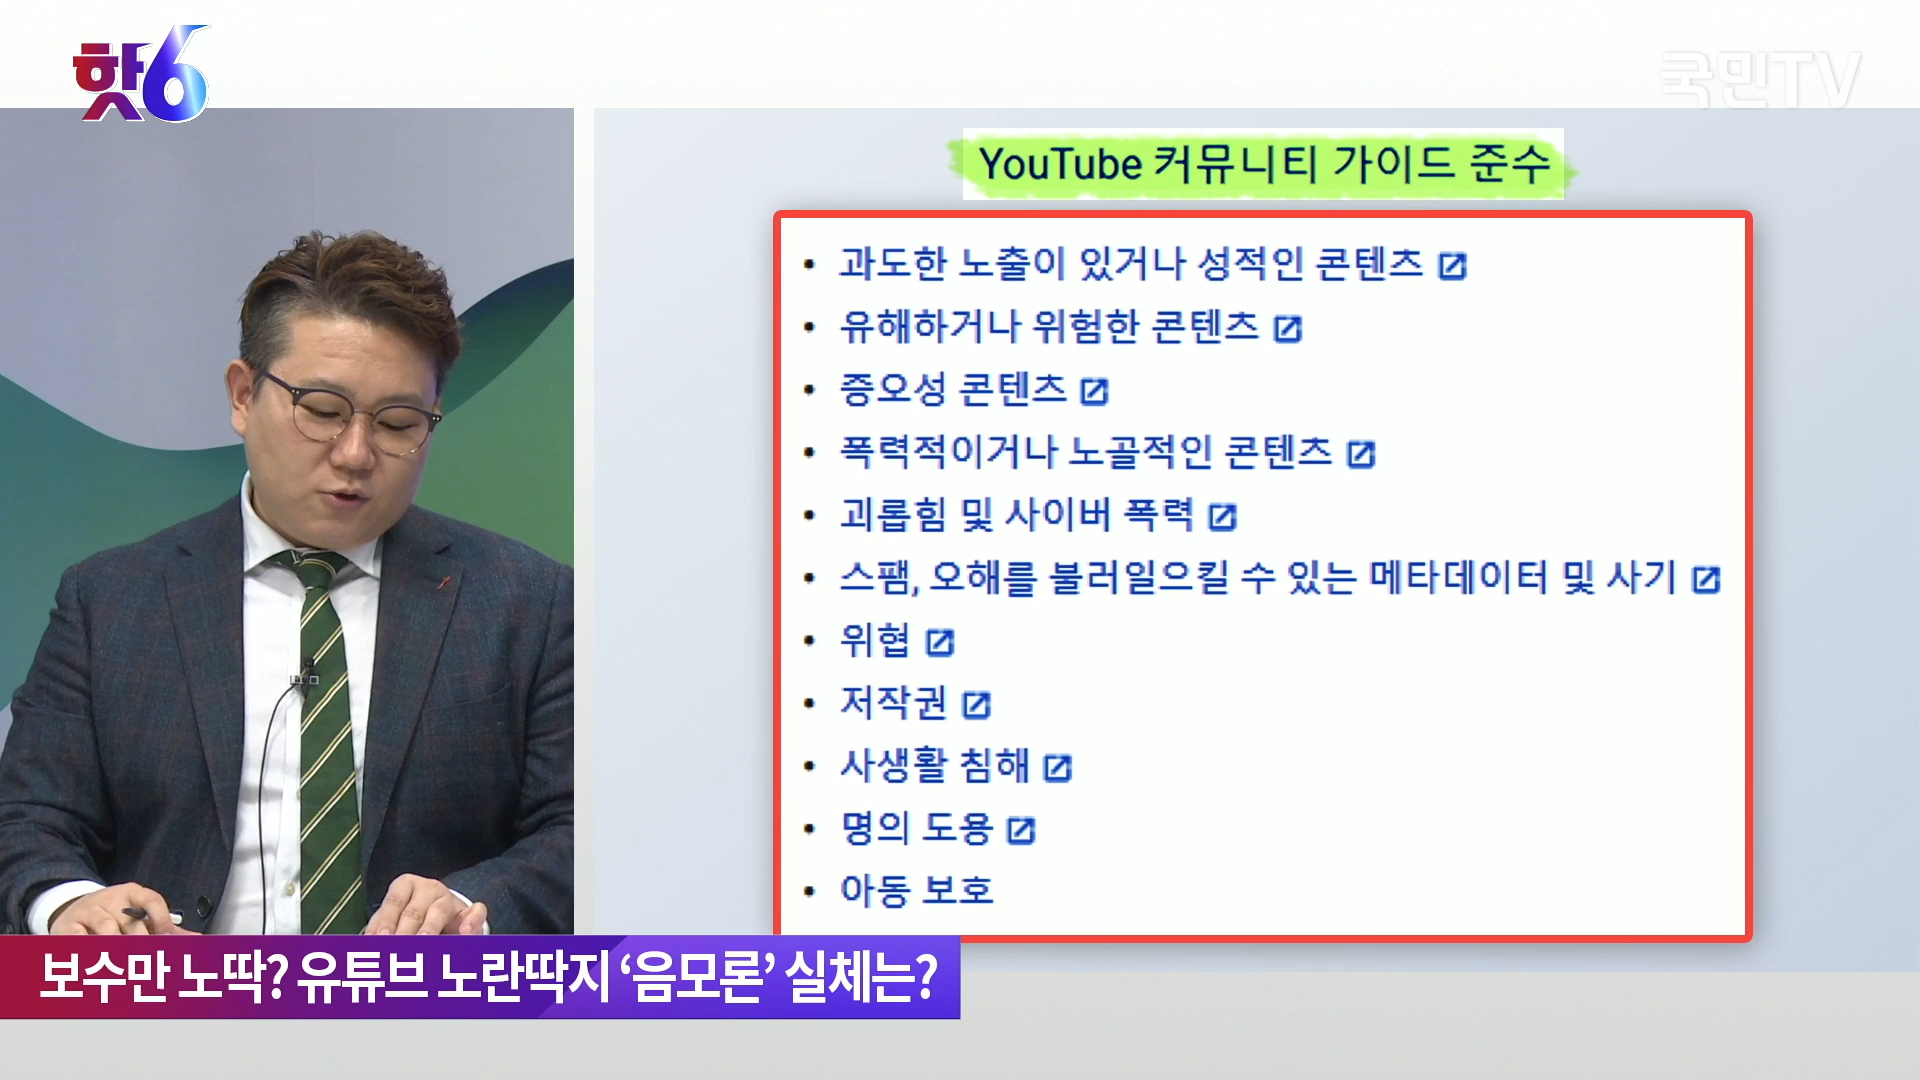 핫6
국민TV
YouTube 커뮤니티 가이드 준수
• 과도한 노출이 있거나 성적인 콘텐츠
• 유해하거나 위험한 콘텐츠
• 증오성 콘텐츠
• 폭력적이거나 노골적인 콘텐츠
• 괴롭힘 및 사이버 폭력
• 스팸, 오해를 불러일으킬 수 있는 메타데이터 및 사기
• 위협
• 저작권
• 사생활 침해
• 명의 도용
• 아동 보호
보수만 노딱? 유튜브 노란딱지 ‘음모론’ 실체는?